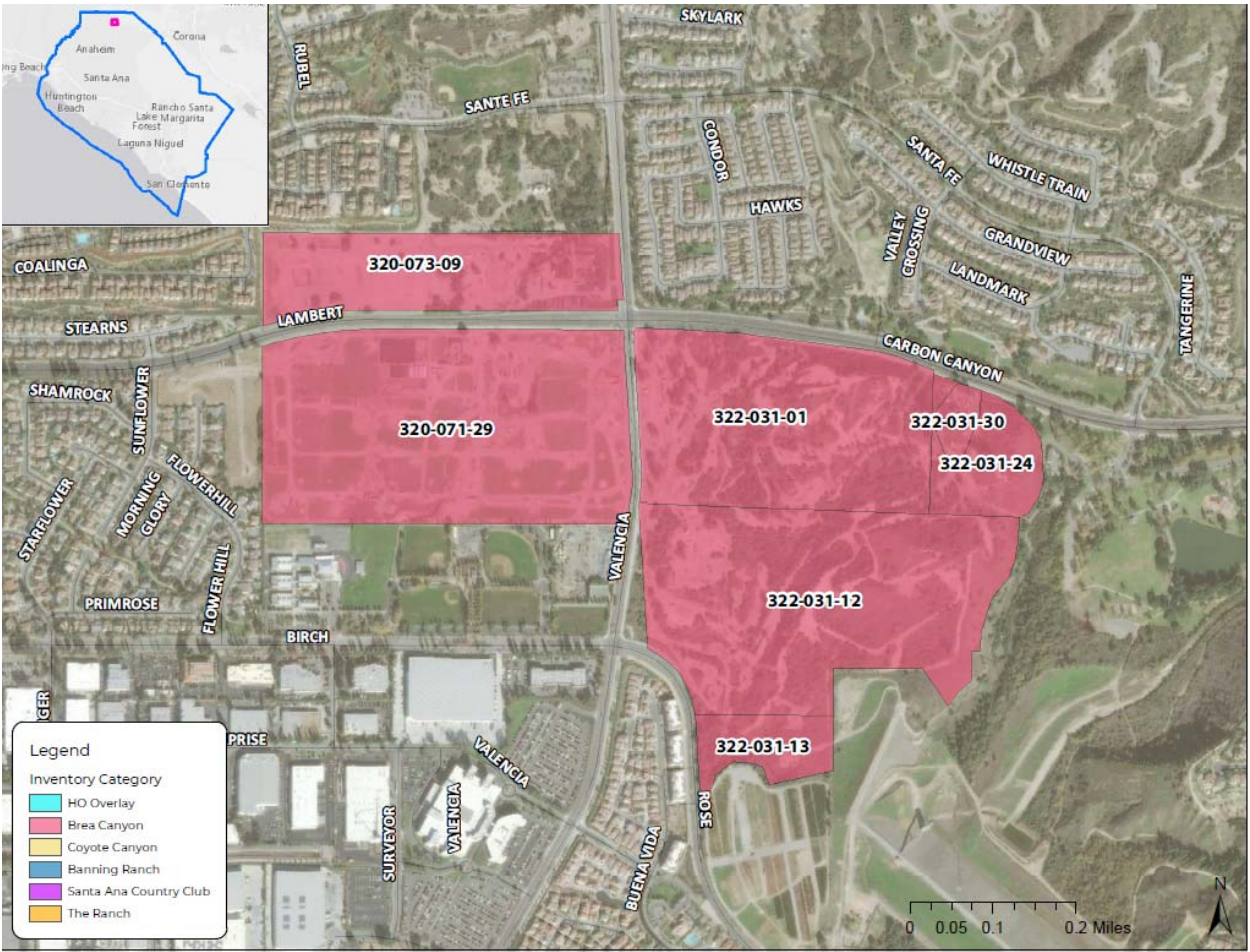 Corona
Anaheim
ng Beach
Santa Ana
Huntington
Beach
Rancho Santa
Lake Margarita
Forest
Laguna Niguel
San Clemente
SKYLARK
RUBEL
SANTE FE
CONDOR
HAWKS
SANTA FE
WHISTLE TRAIN
VALLEY
CROSSING
GRANDVIEW
LANDMARK
TANGERINE
COALINGA
320-073-09
LAMBERT
STEARNS
CARBON CANYON
SHAMROCK
SUNFLOWER
320-071-29
322-031-01
322-031-30
322-031-24
FLOWERHILL
MORNING
GLORY
STARFLOWER
VALENCIA
FLOWER HILL
PRIMROSE
322-031-12
BIRCH
GER
PRISE
VALENCIA
VALENCIA
SURVEYOR
BUENA VIDA
322-031-13
ROSE
Legend
Inventory Category
HO Overlay
Brea Canyon
Coyote Canyon
Banning Ranch
Santa Ana Country Club
The Ranch
N
0 0.05 0.1 0.2 Miles